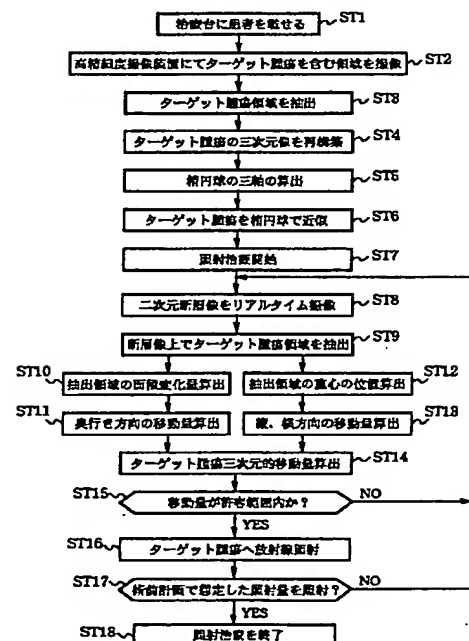 治療台に患者を載せる ST1
高精細度撮像装置にてターゲット腫瘍を含む領域を撮像 ST2
ターゲット腫瘍領域を抽出 ST3
ターゲット腫瘍の三次元像を再構築 ST4
楕円球の三軸の算出 ST5
ターゲット腫瘍を楕円球で近似 ST6
照射治療開始 ST7
二次元断層像をリアルタイム撮像 ST8
断層像上でターゲット腫瘍領域を抽出 ST9
ST10 抽出領域の面積変化量算出
抽出領域の重心の位置算出 ST12
ST11 奥行き方向の移動量算出
縦、横方向の移動量算出 ST13
ターゲット腫瘍三次元的移動量算出 ST14
ST15 移動量が許容範囲内か? NO
YES
ST16 ターゲット腫瘍へ放射線照射
ST17 術前計画で想定した照射量を照射? NO
YES
ST18 照射治療を終了